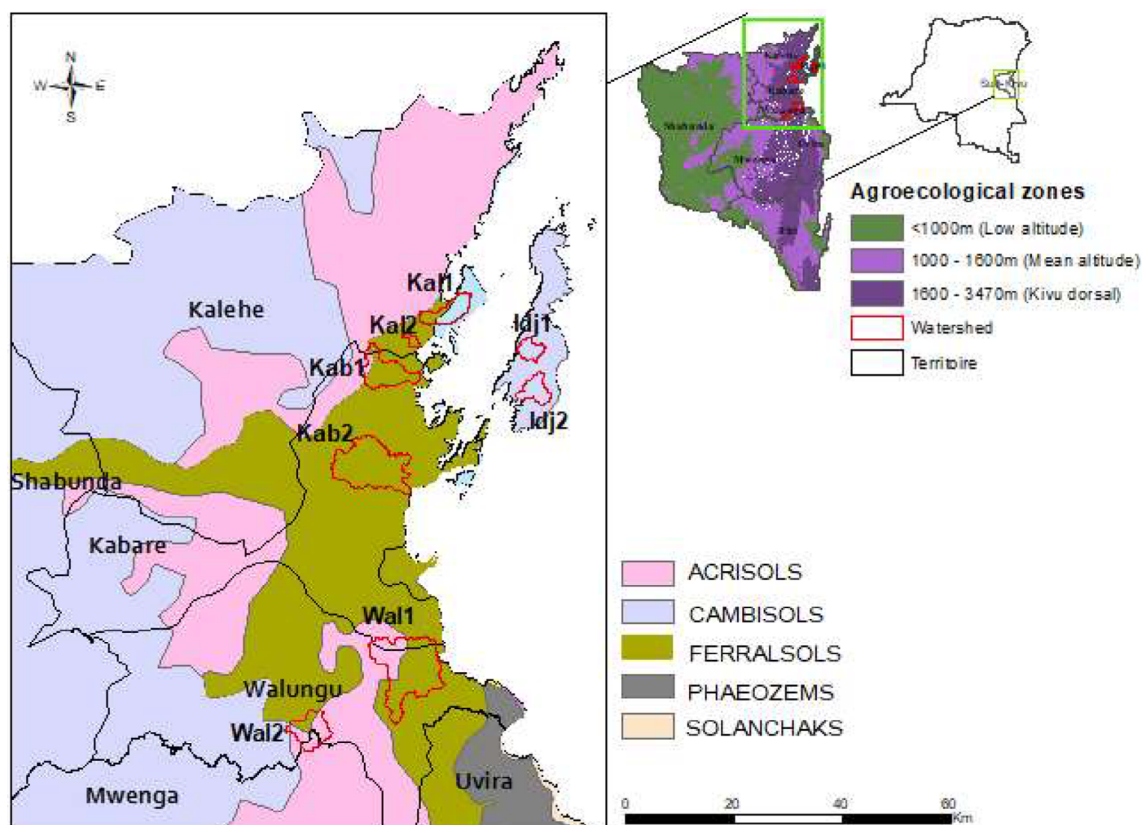 N
W E
S
Kalehe
Kal1
Kal2
Idj1
Kab1
Idj2
Kab2
Shabunda
Kabare
Wal1
Walungu
Wal2
Uvira
Mwenga
Shabunda
Agroecological zones
<1000m (Low altitude)
1000 - 1600m (Mean altitude)
1600 - 3470m (Kivu dorsal)
Watershed
Territoire
ACRISOLS
CAMBISOLS
FERRALSOLS
PHAEOZEMS
SOLANCHAKS
0 20 40 60
Km